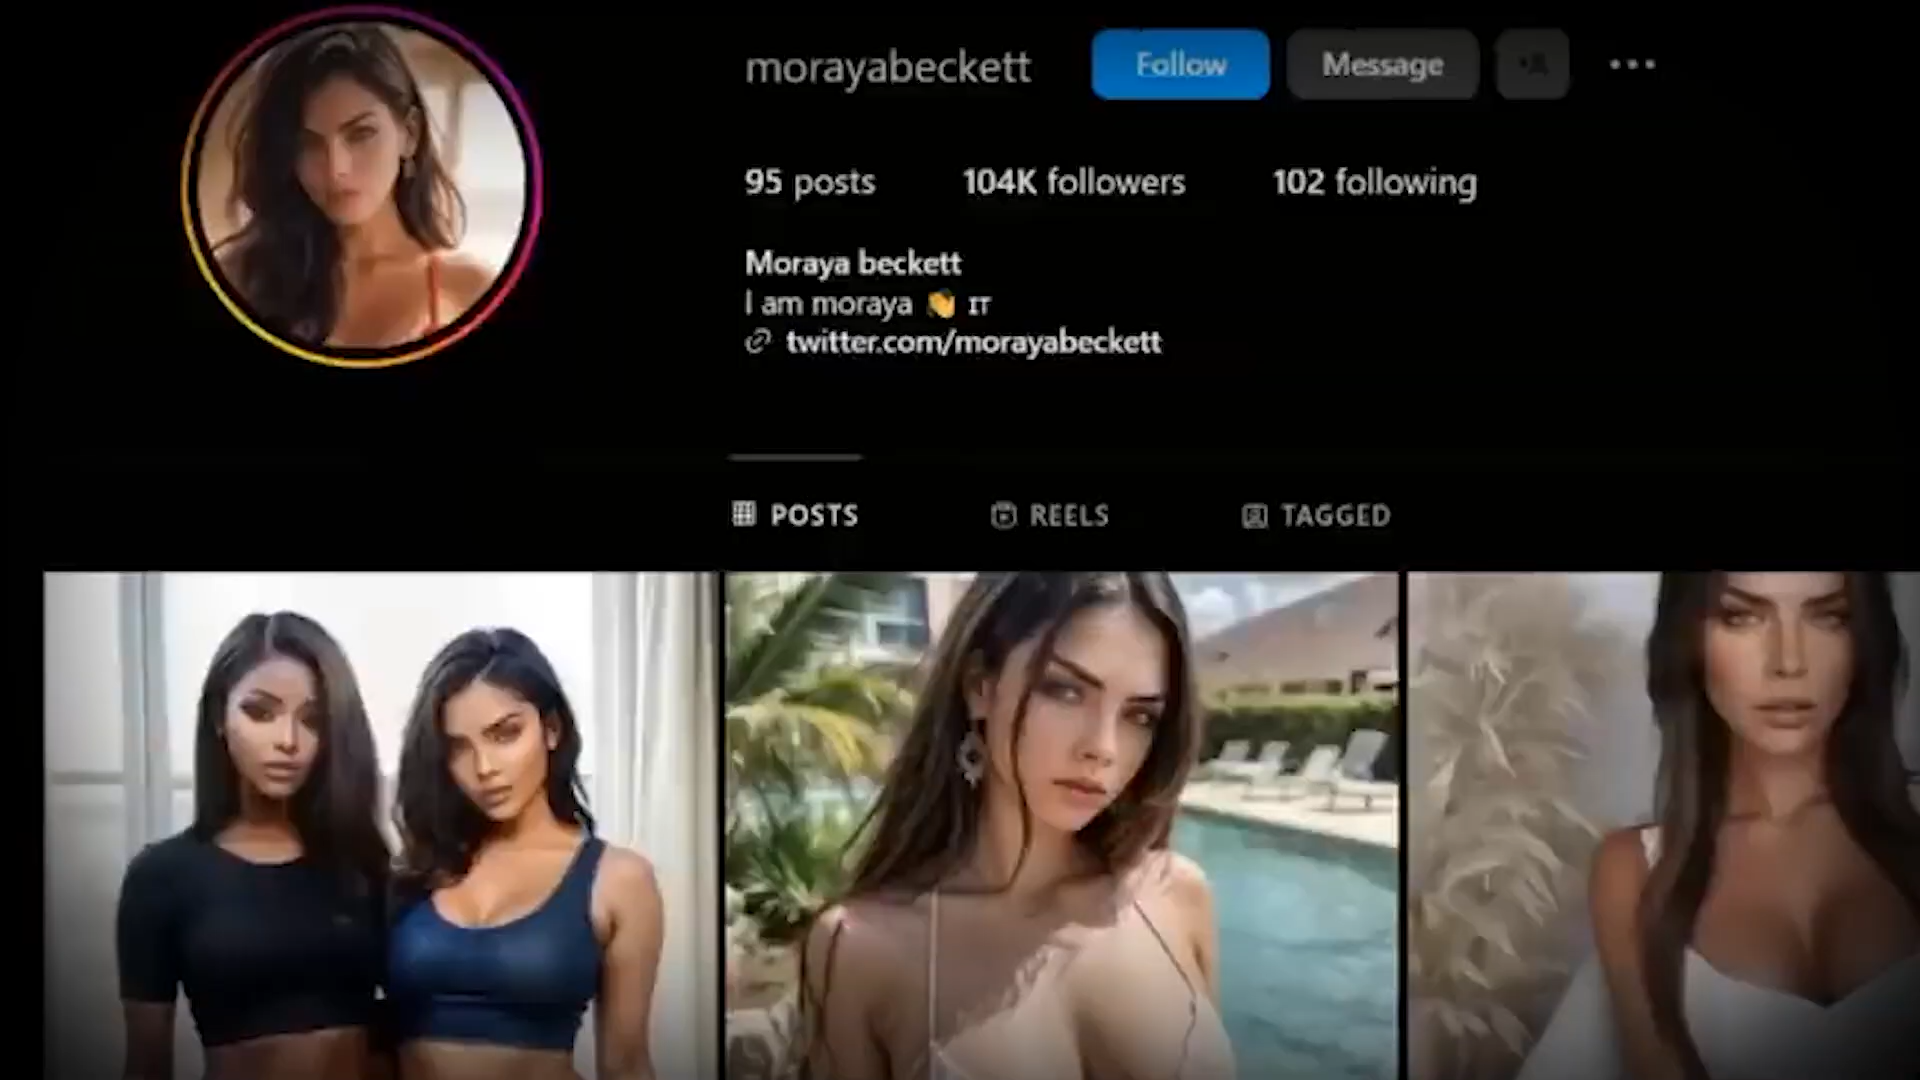 morayabeckett Follow Message
95 posts 104K followers 102 following
Moraya beckett
I am moraya 👋 IT
twitter.com/morayabeckett
POSTS REELS TAGGED